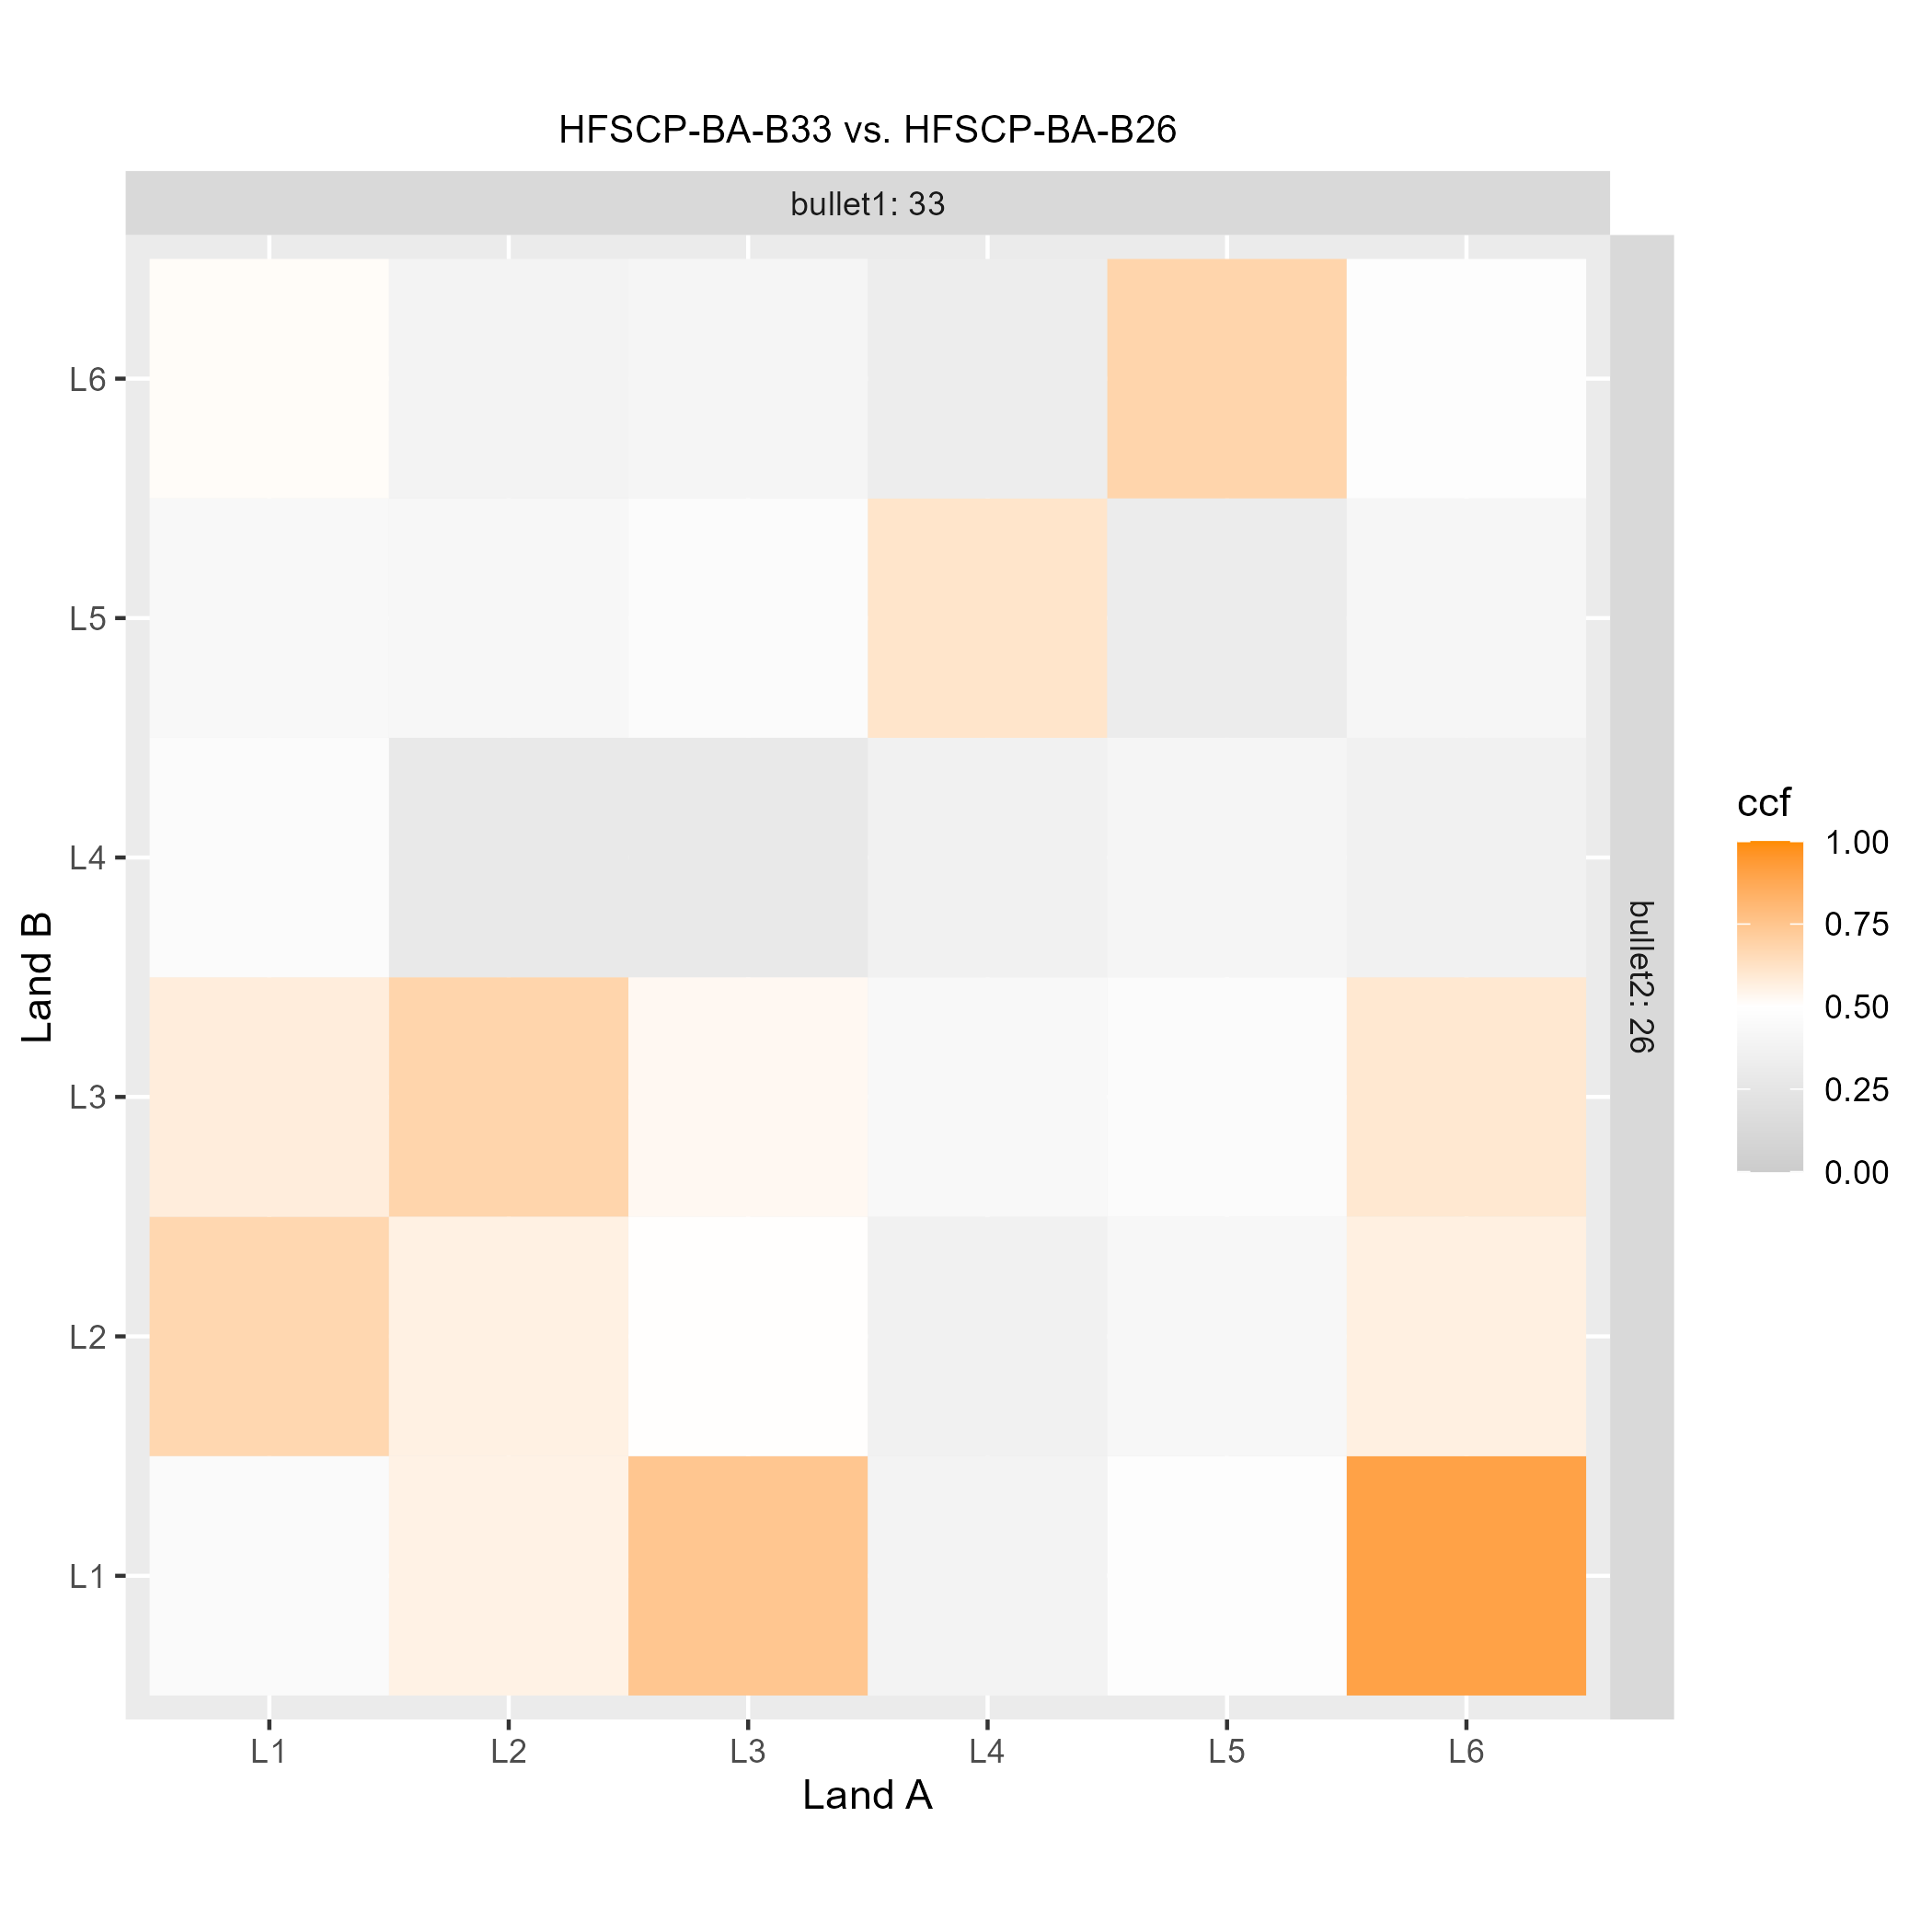 HFSCP-BA-B33 vs. HFSCP-BA-B26
bullet1: 33
L6
L5
L4
L3
L2
L1
Land B
L1 L2 L3 L4 L5 L6
Land A
bullet2: 26
ccf
1.00
0.75
0.50
0.25
0.00